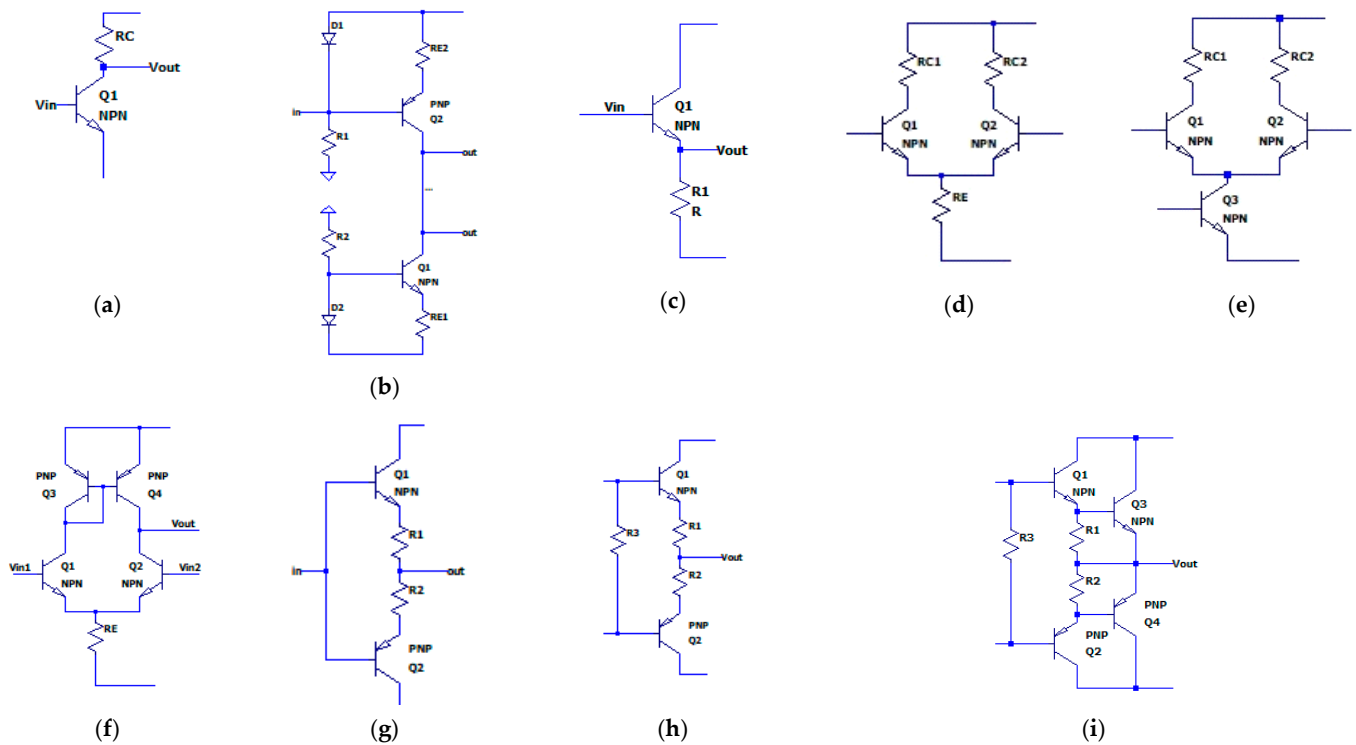 RC
Vout
Vin
Q1
NPN
(a)
D1
RE2
in
PNP
Q2
R1
out
...
R2
out
Q1
NPN
D2
RE1
(b)
Vin
Q1
NPN
Vout
R1
R
(c)
RC1
RC2
Q1
Q2
NPN
NPN
RE
(d)
RC1
RC2
Q1
Q2
NPN
NPN
Q3
NPN
(e)
PNP
PNP
Q3
Q4
Vout
Vin1
Q1
Q2
Vin2
NPN
NPN
RE
(f)
Q1
NPN
R1
in
out
R2
PNP
Q2
(g)
Q1
NPN
R3
R1
Vout
R2
PNP
Q2
(h)
Q1
NPN
Q3
NPN
R3
R1
Vout
R2
PNP
Q4
PNP
Q2
(i)